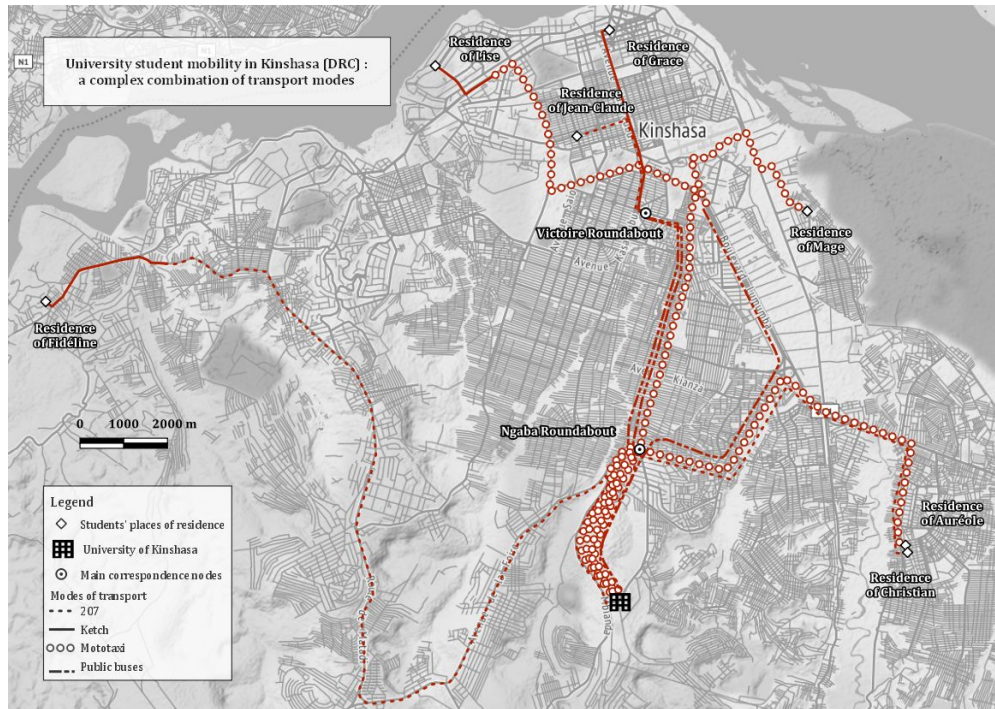 N1
N1
University student mobility in Kinshasa (DRC) :
a complex combination of transport modes
Residence
of Lise
Residence
of Grace
Residence
of Jean-Claude
Kinshasa
Victoire Roundabout
Residence
of Mage
Residence
of Fidéline
Avenue
0 1000 2000 m
Ngaba Roundabout
Residence
of Auréole
Residence
of Christian
Legend
Students' places of residence
University of Kinshasa
Main correspondence nodes
Modes of transport
207
Ketch
Mototaxi
Public buses